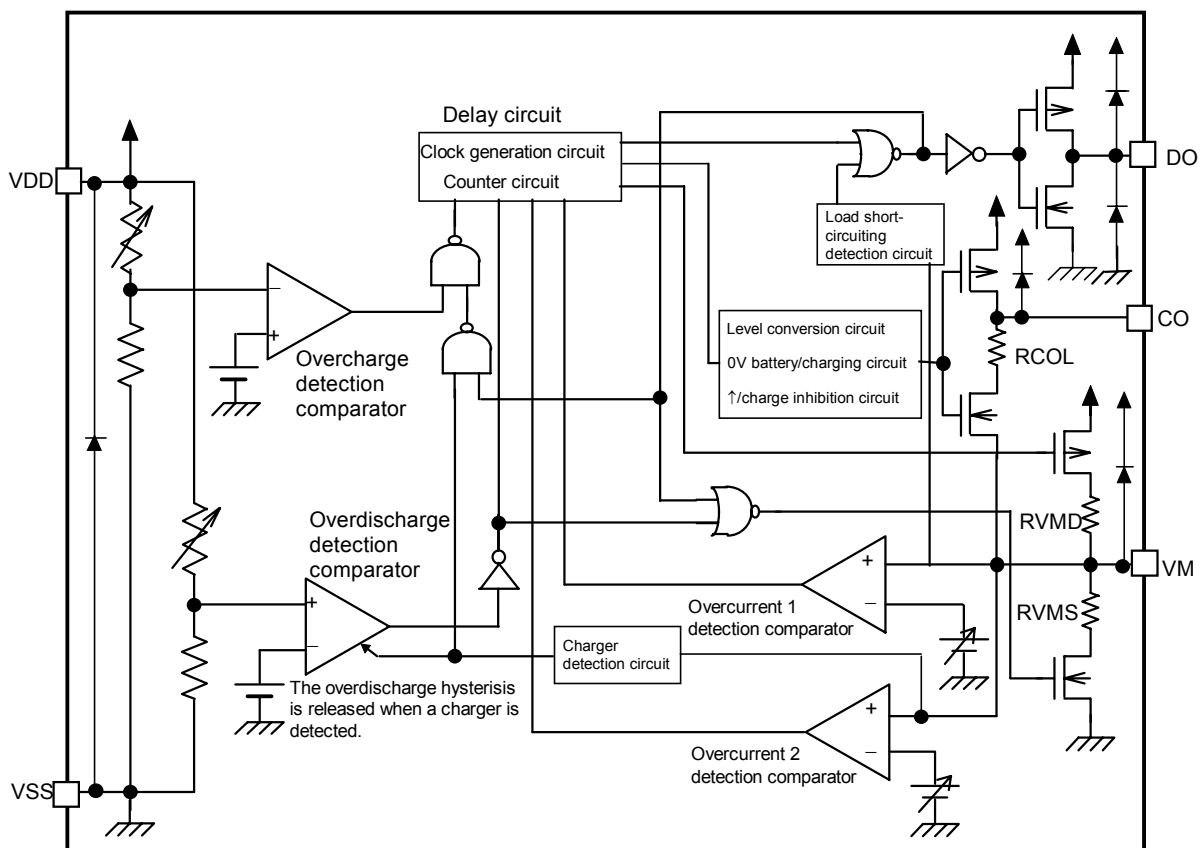 Delay circuit
Clock generation circuit
Counter circuit
DO
VDD
Load short-
circuiting
detection circuit
CO
Level conversion circuit
0V battery/charging circuit
↑/charge inhibition circuit
RCOL
−
+
Overcharge
detection
comparator
Overdischarge
detection
comparator
RVMD
+
−
VM
Overcurrent 1
detection comparator
RVMS
+
−
Charger
detection circuit
The overdischarge hysterisis
is released when a charger is
detected.
+
−
Overcurrent 2
detection comparator
VSS